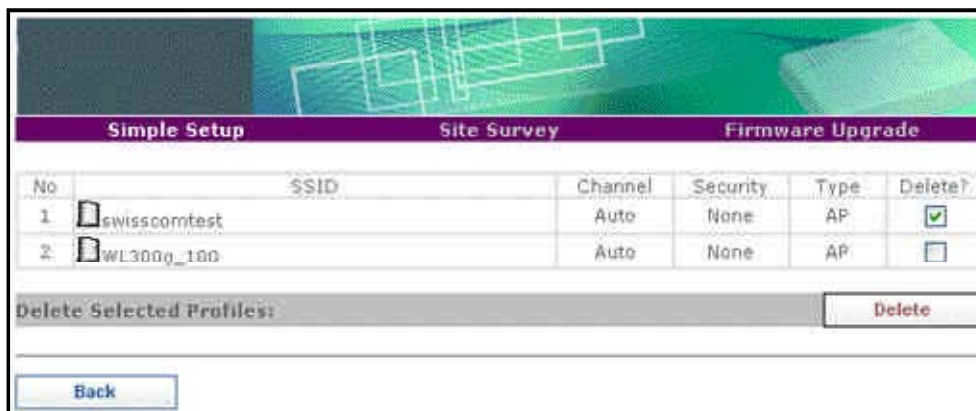 Simple Setup Site Survey Firmware Upgrade
No SSID Channel Security Type Delete?
1 swisscomtest Auto None AP
2 WL300g_100 Auto None AP
Delete Selected Profiles: Delete
Back